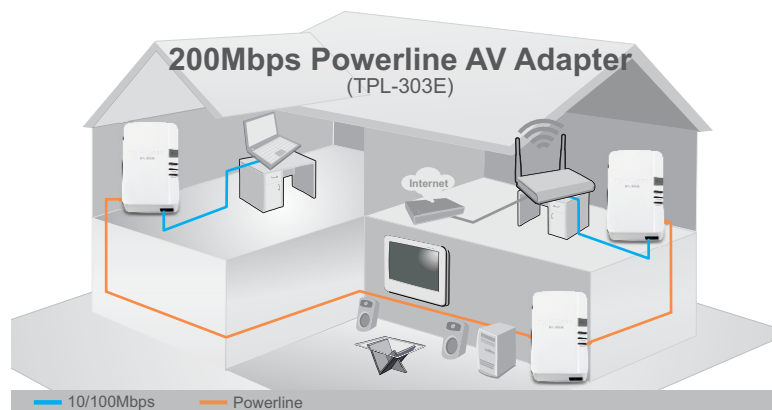 200Mbps Powerline AV Adapter
(TPL-303E)
Internet
10/100Mbps
Powerline